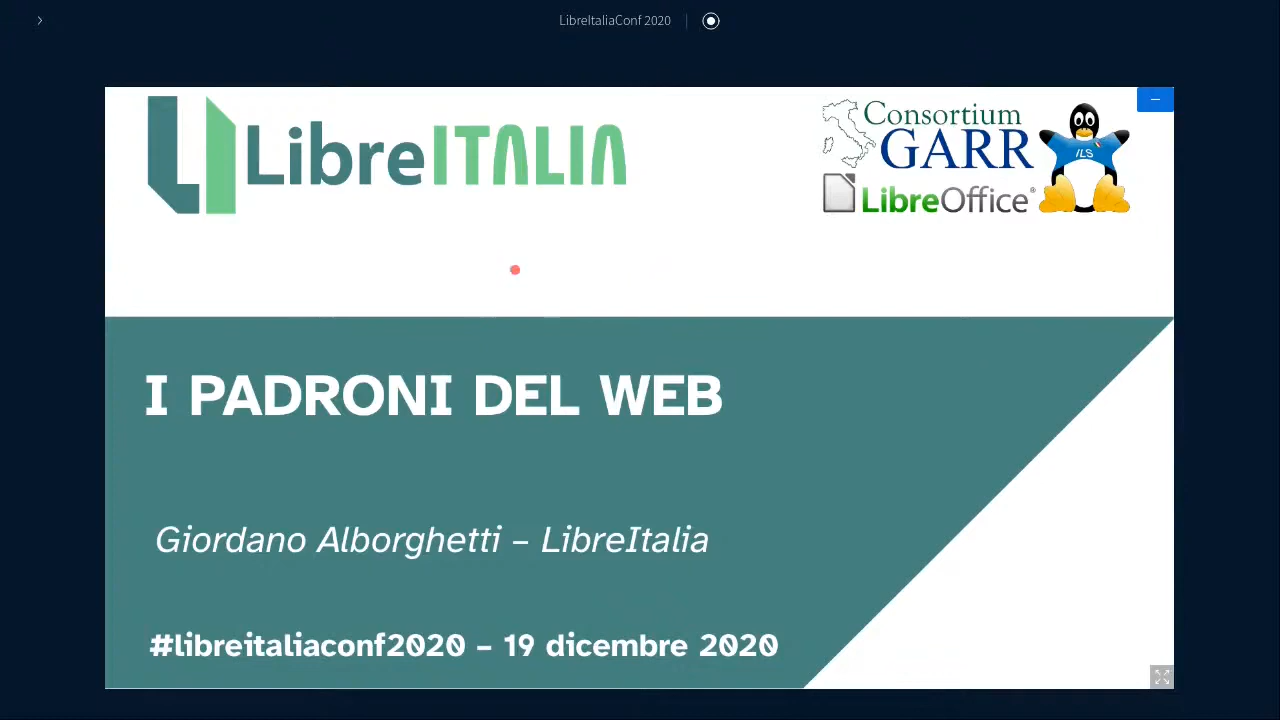 LibreItaliaConf 2020
LibreITALIA
Consortium
GARR
ILS
LibreOffice®
I PADRONI DEL WEB
Giordano Alborghetti – LibreItalia
#libreitaliaconf2020 – 19 dicembre 2020